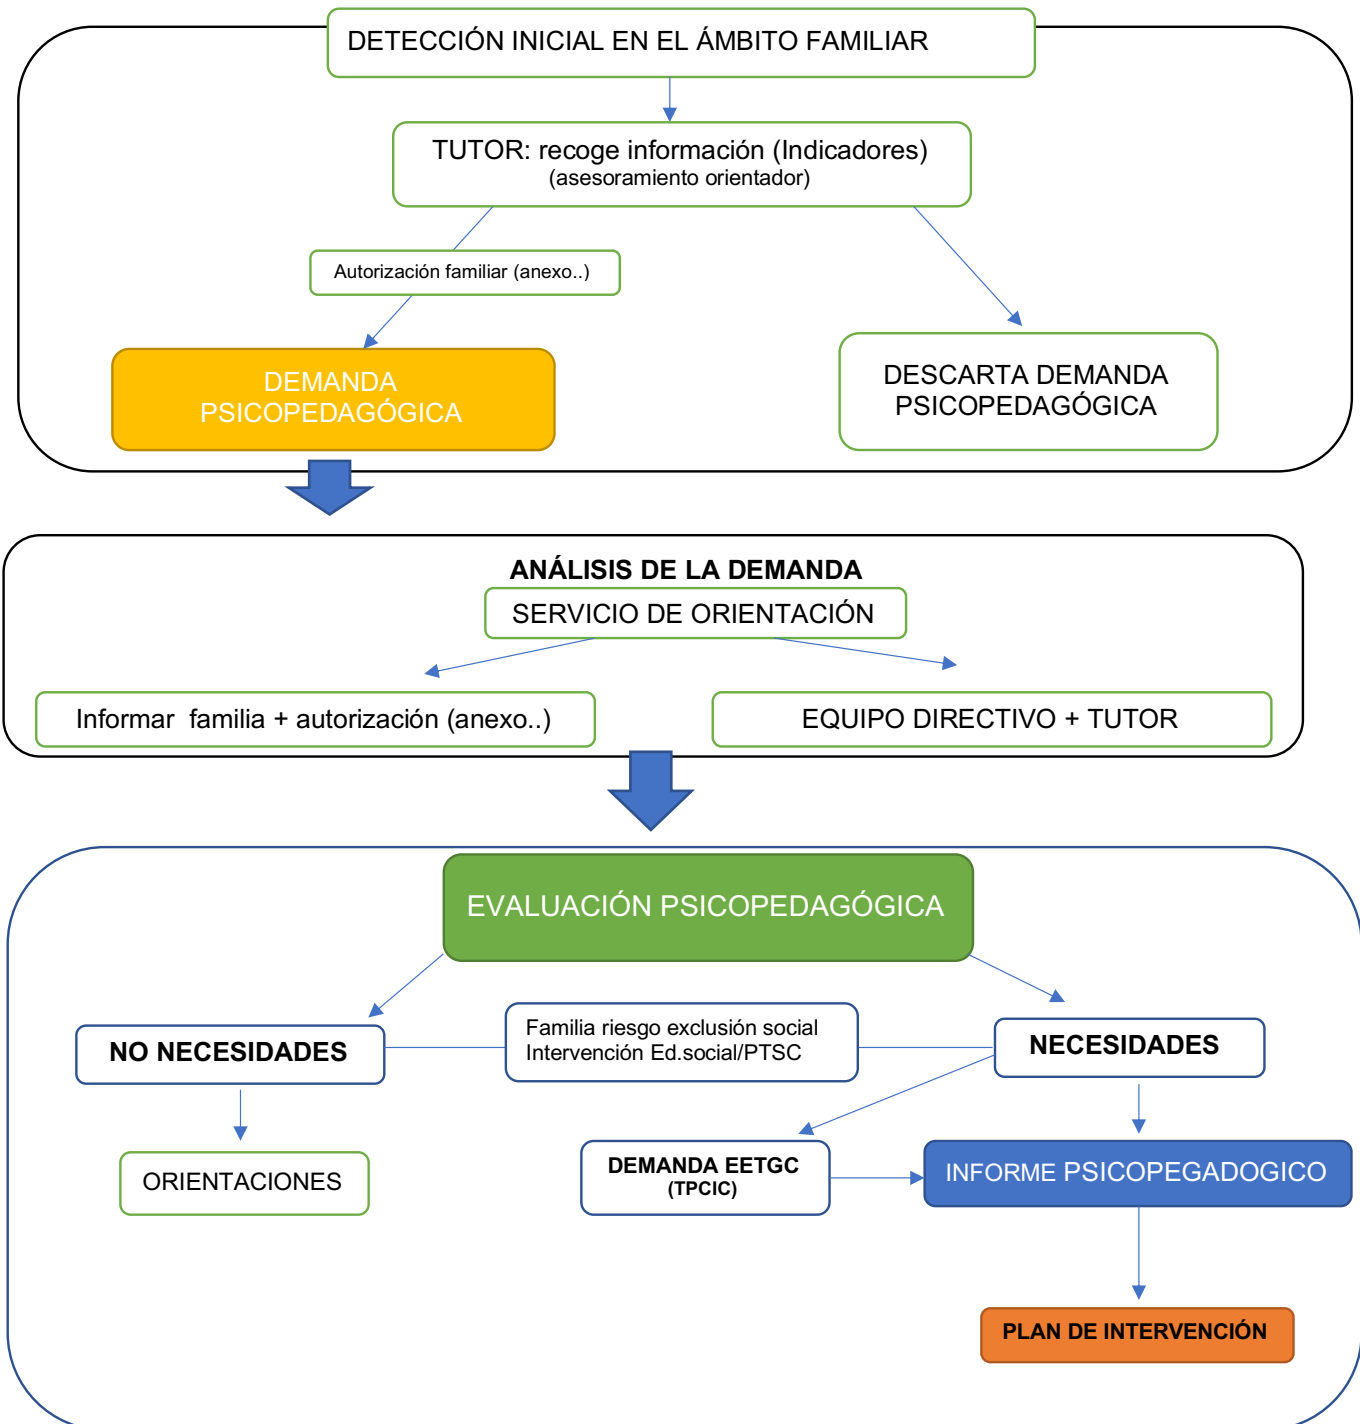 DETECCIÓN INICIAL EN EL ÁMBITO FAMILIAR
TUTOR: recoge información (Indicadores)
(asesoramiento orientador)
Autorización familiar (anexo..)
DEMANDA
PSICOPEDAGÓGICA
DESCARTA DEMANDA
PSICOPEDAGÓGICA
ANÁLISIS DE LA DEMANDA
SERVICIO DE ORIENTACIÓN
Informar familia + autorización (anexo..)
EQUIPO DIRECTIVO + TUTOR
EVALUACIÓN PSICOPEDAGÓGICA
NO NECESIDADES
Familia riesgo exclusión social
Intervención Ed.social/PTSC
NECESIDADES
ORIENTACIONES
DEMANDA EETGC
(TPCIC)
INFORME PSICOPEGADOGICO
PLAN DE INTERVENCIÓN